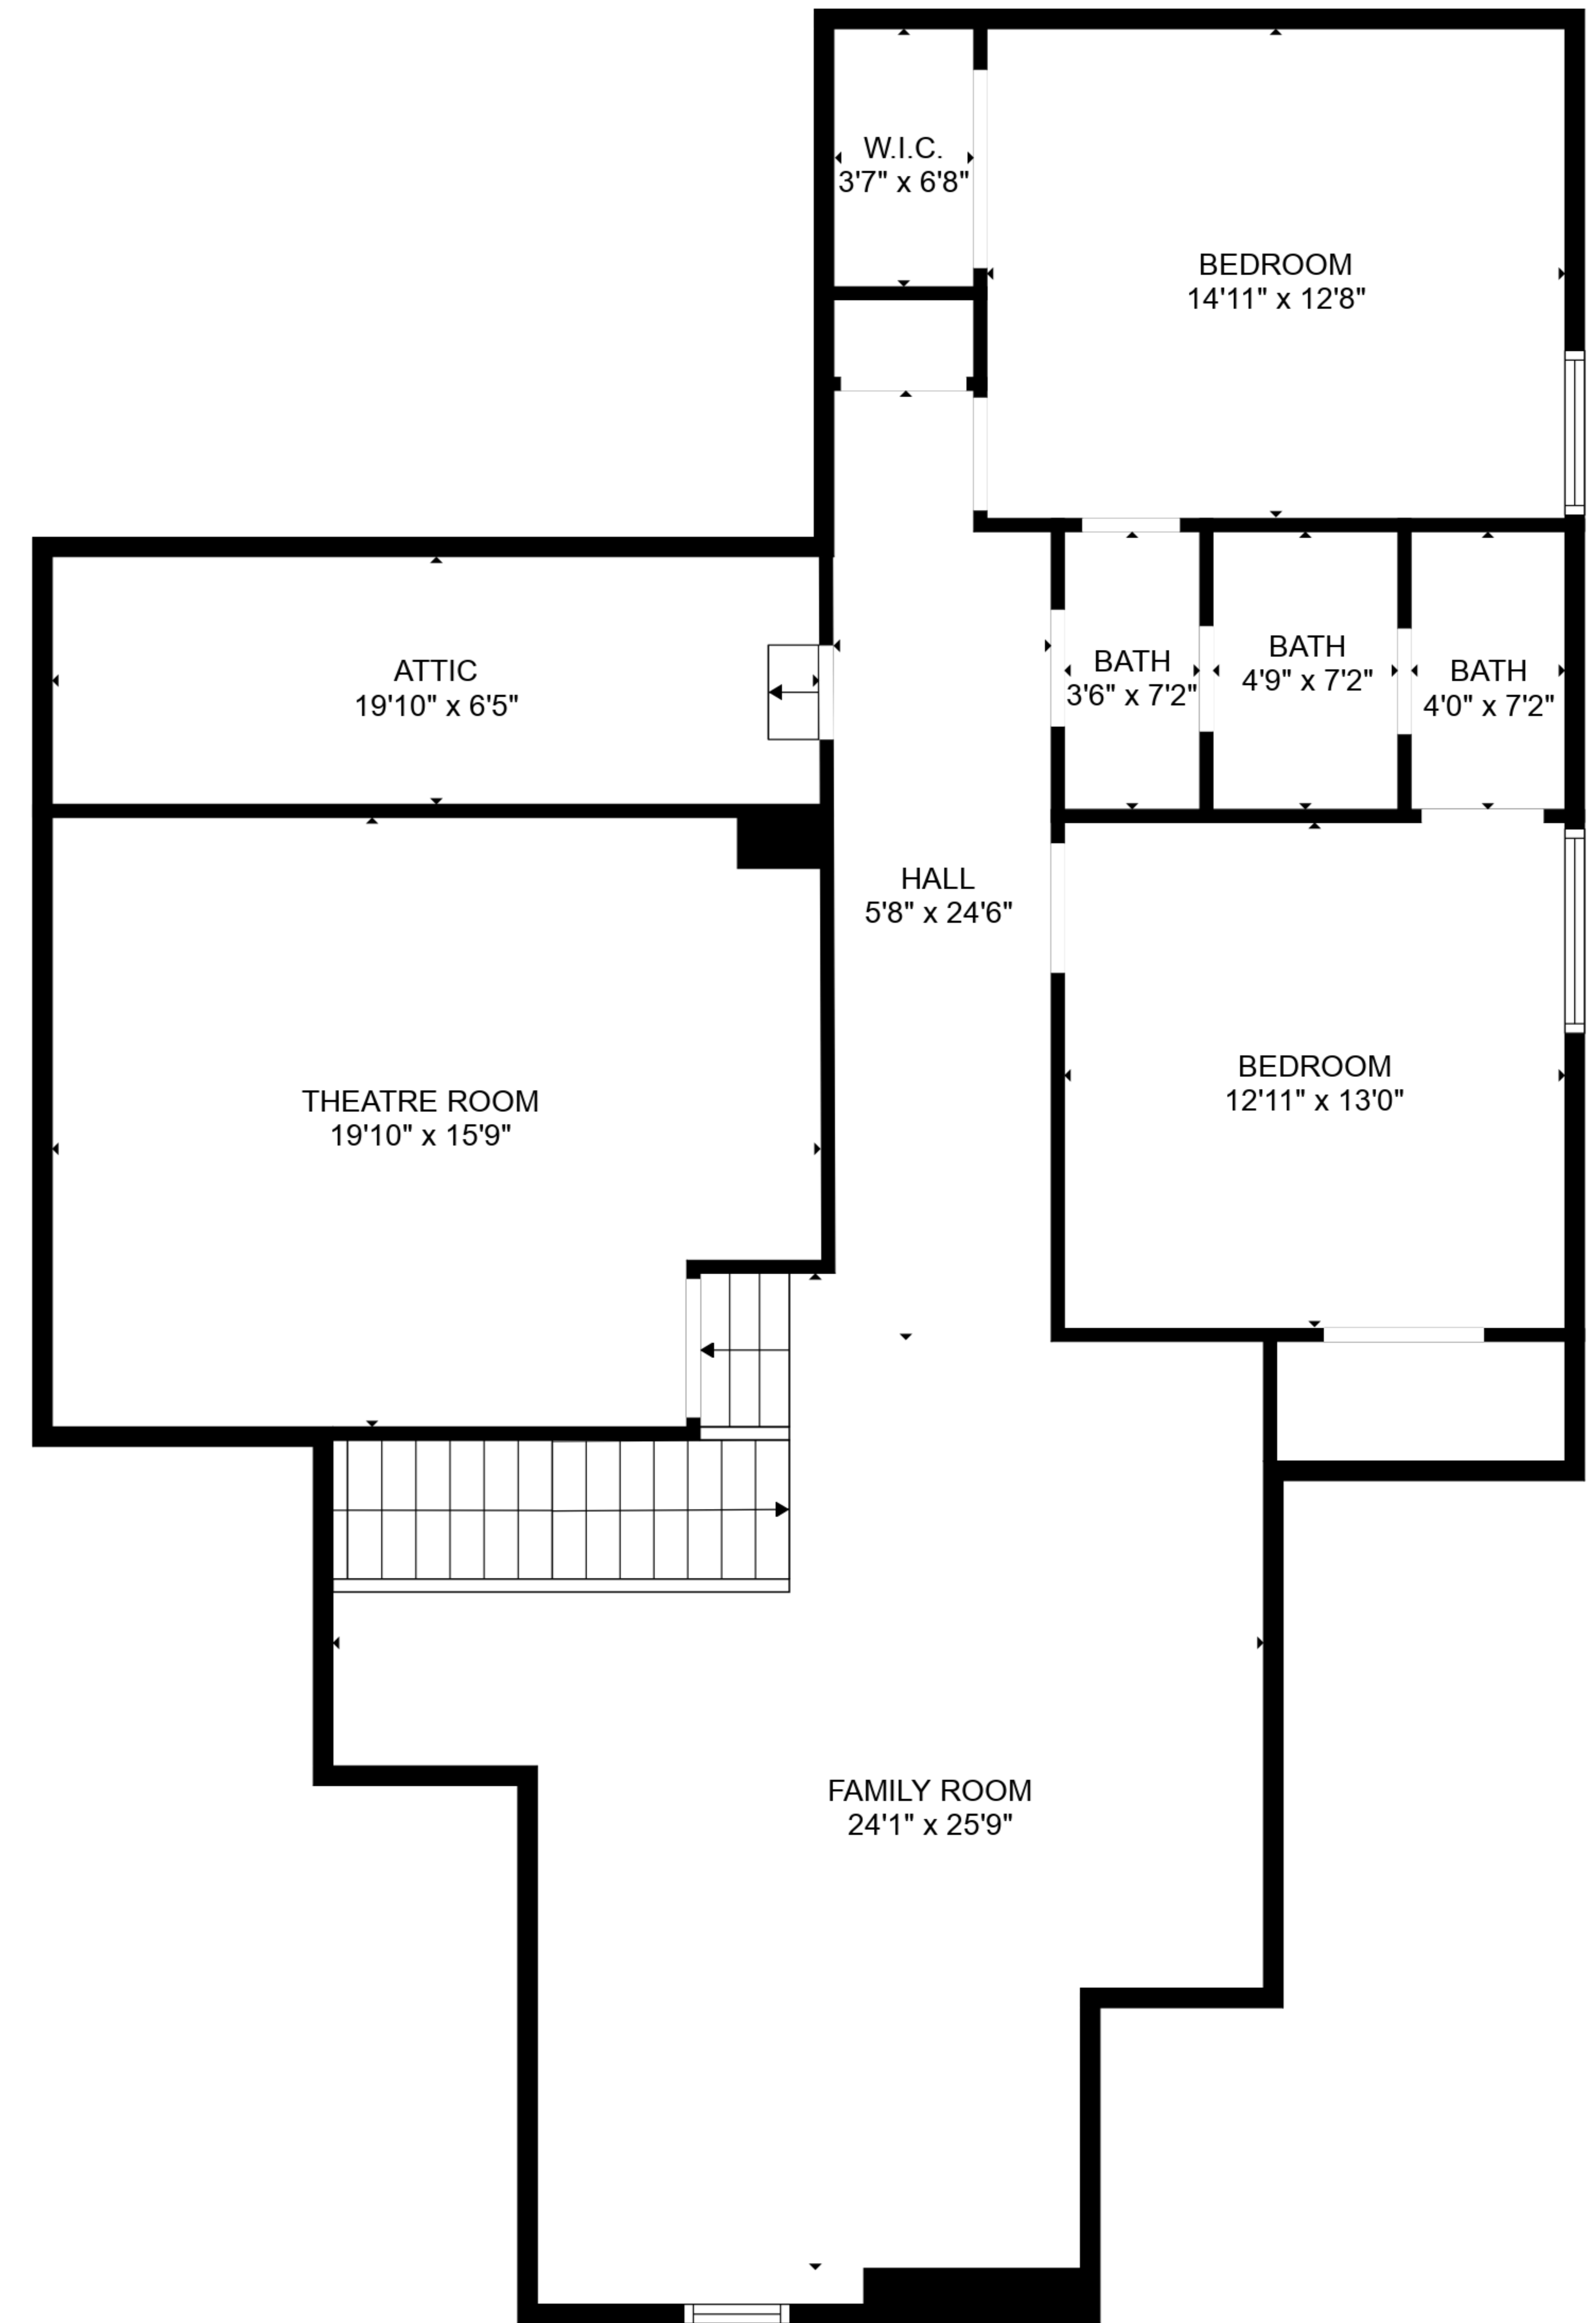 W.I.C.
3'7" x 6'8"
BEDROOM
14'11" x 12'8"
ATTIC
19'10" x 6'5"
BATH
3'6" x 7'2"
BATH
4'9" x 7'2"
BATH
4'0" x 7'2"
HALL
5'8" x 24'6"
THEATRE ROOM
19'10" x 15'9"
BEDROOM
12'11" x 13'0"
FAMILY ROOM
24'1" x 25'9"